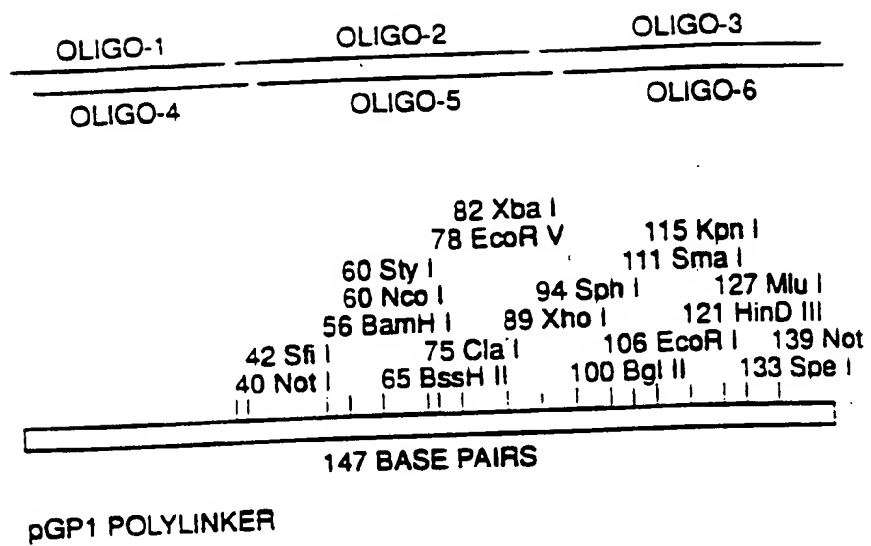 OLIGO-1 OLIGO-2 OLIGO-3
OLIGO-4 OLIGO-5 OLIGO-6
82 Xba I
78 EcoR V 115 Kpn I
60 Sty I 111 Sma I
60 Nco I 94 Sph I 127 Mlu I
56 BamH I 89 Xho I 121 HinD III
42 Sfi I 75 Cla I 106 EcoR I 139 Not
40 Not I 65 BssH II 100 Bgl II 133 Spe I
147 BASE PAIRS
pGP1 POLYLINKER